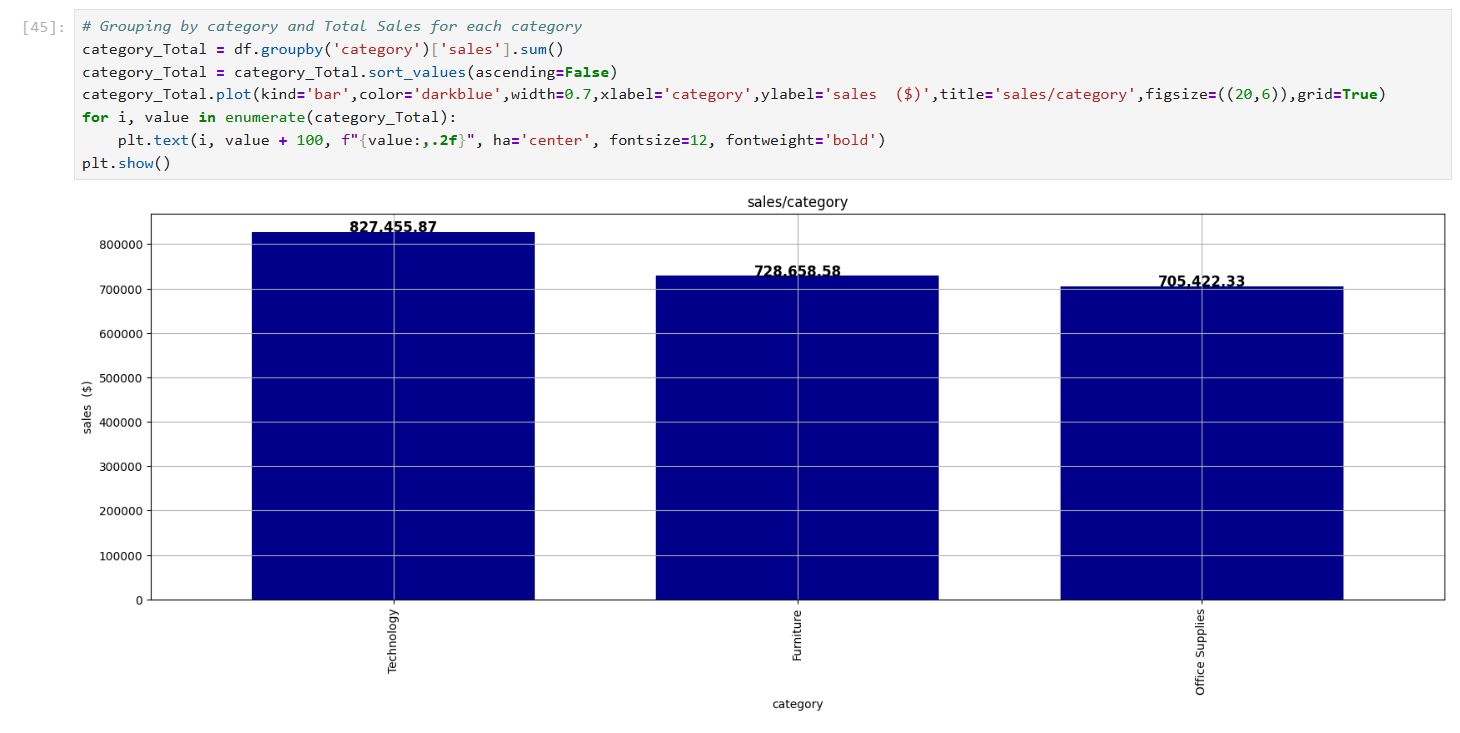 [45]:
# Grouping by category and Total Sales for each category
category_Total = df.groupby('category')['sales'].sum()
category_Total = category_Total.sort_values(ascending=False)
category_Total.plot(kind='bar',color='darkblue',width=0.7,xlabel='category',ylabel='sales  ($)',title='sales/category',figsize=((20,6)),grid=True)
for i, value in enumerate(category_Total):
    plt.text(i, value + 100, f"{value:,.2f}", ha='center', fontsize=12, fontweight='bold')
plt.show()
sales/category
827,455.87
728,658.58
705,422.33
800000
700000
600000
500000
400000
300000
200000
100000
0
sales ($)
Technology
Furniture
Office Supplies
category